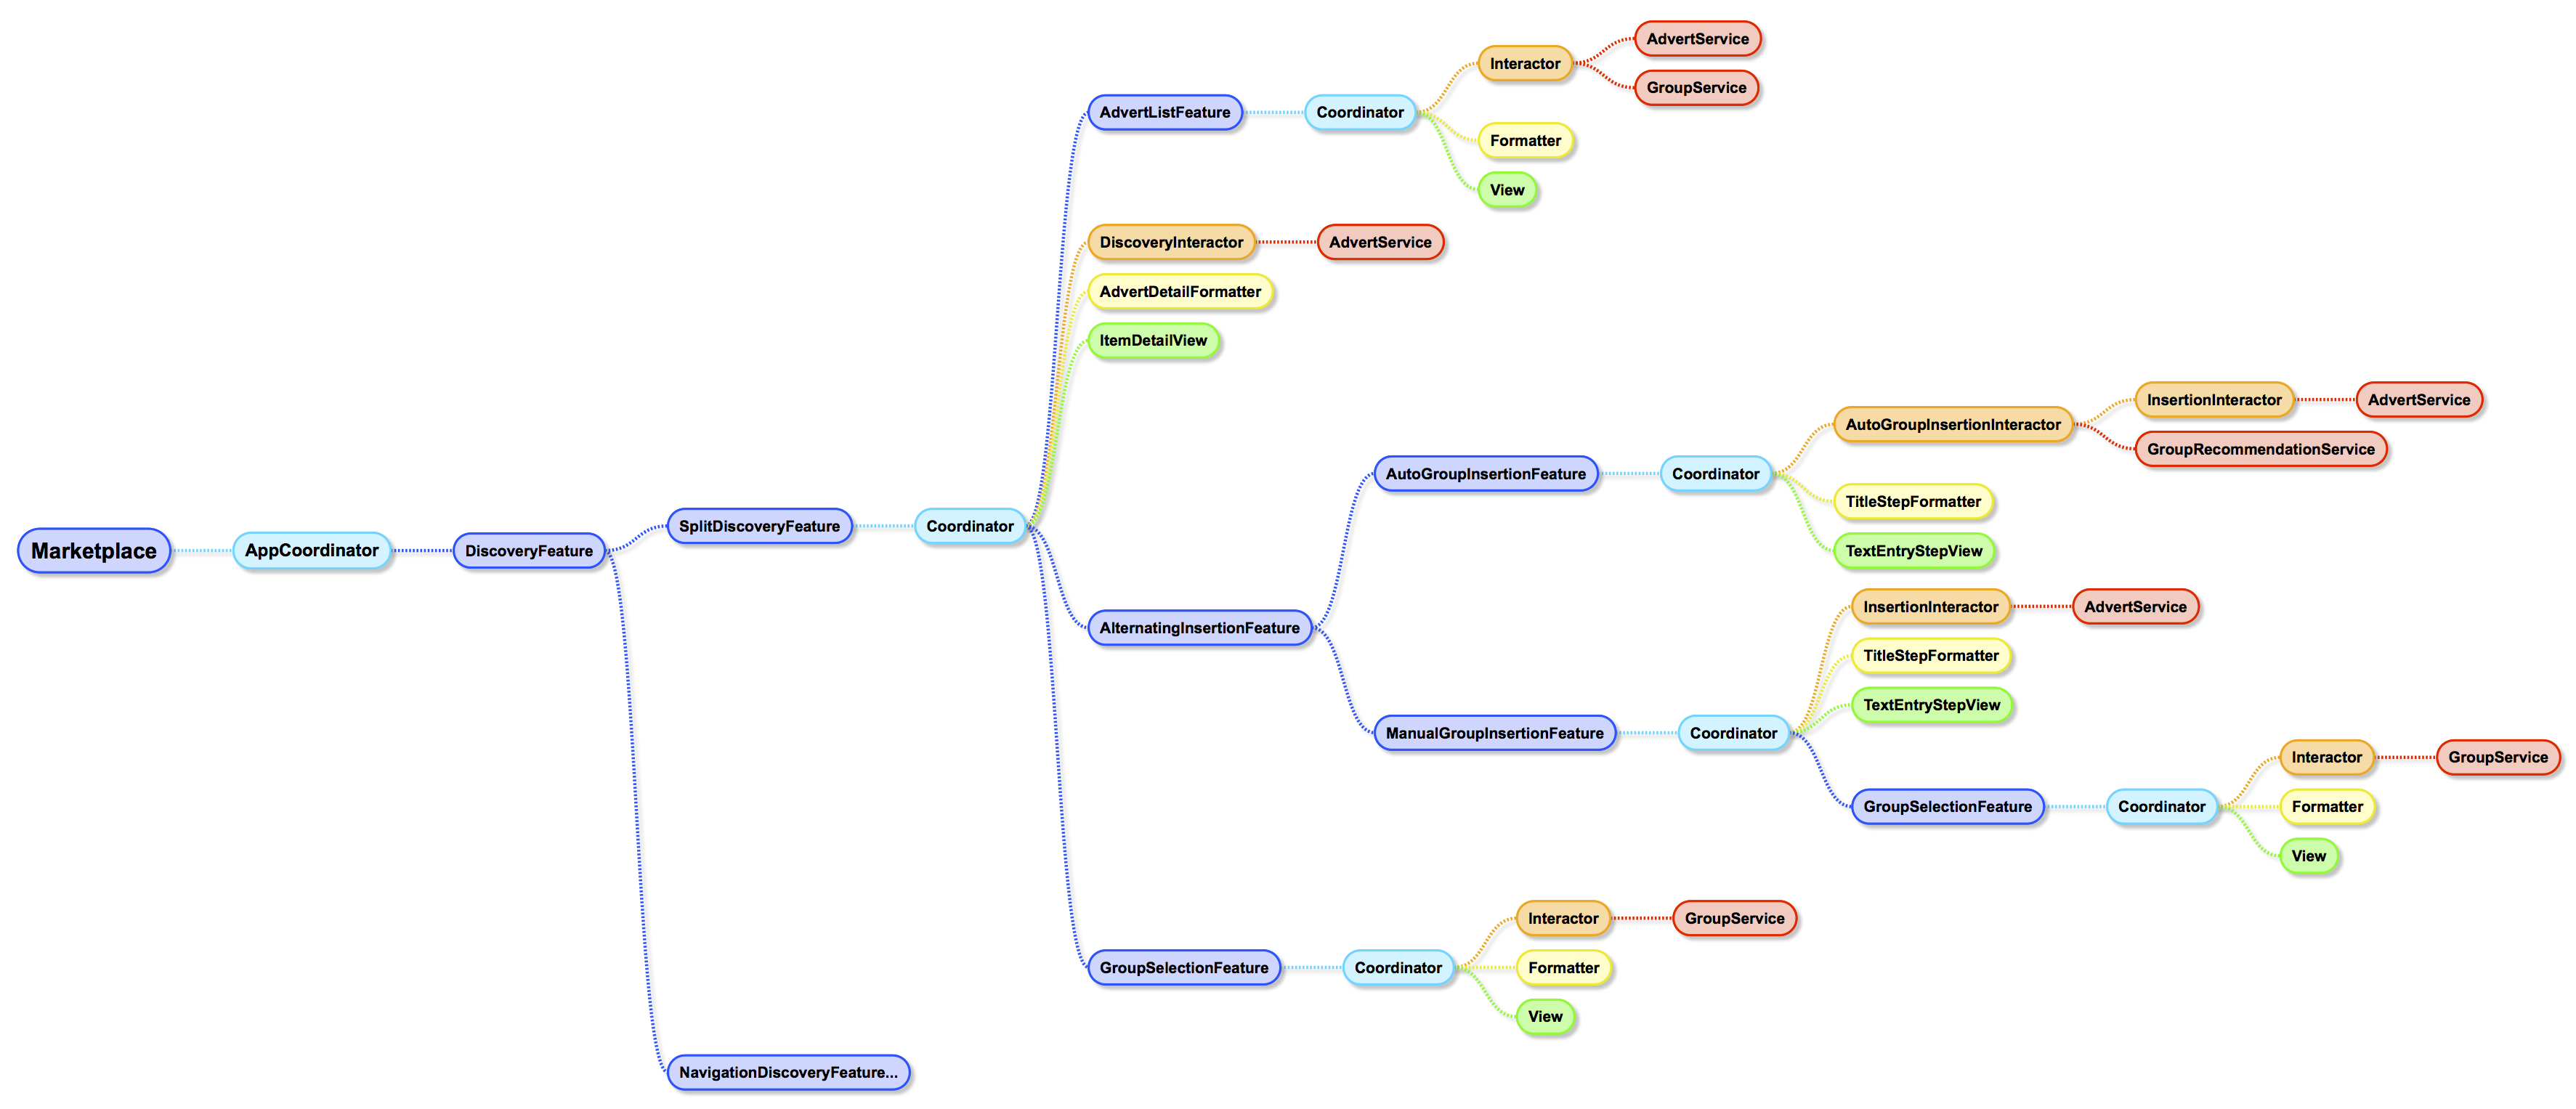 Marketplace
AppCoordinator
DiscoveryFeature
SplitDiscoveryFeature
Coordinator
AdvertListFeature
Coordinator
Interactor
AdvertService
GroupService
Formatter
View
DiscoveryInteractor
AdvertService
AdvertDetailFormatter
ItemDetailView
AlternatingInsertionFeature
AutoGroupInsertionFeature
Coordinator
AutoGroupInsertionInteractor
InsertionInteractor
AdvertService
GroupRecommendationService
TitleStepFormatter
TextEntryStepView
ManualGroupInsertionFeature
Coordinator
InsertionInteractor
AdvertService
TitleStepFormatter
TextEntryStepView
GroupSelectionFeature
Coordinator
Interactor
GroupService
Formatter
View
GroupSelectionFeature
Coordinator
Interactor
GroupService
Formatter
View
NavigationDiscoveryFeature...